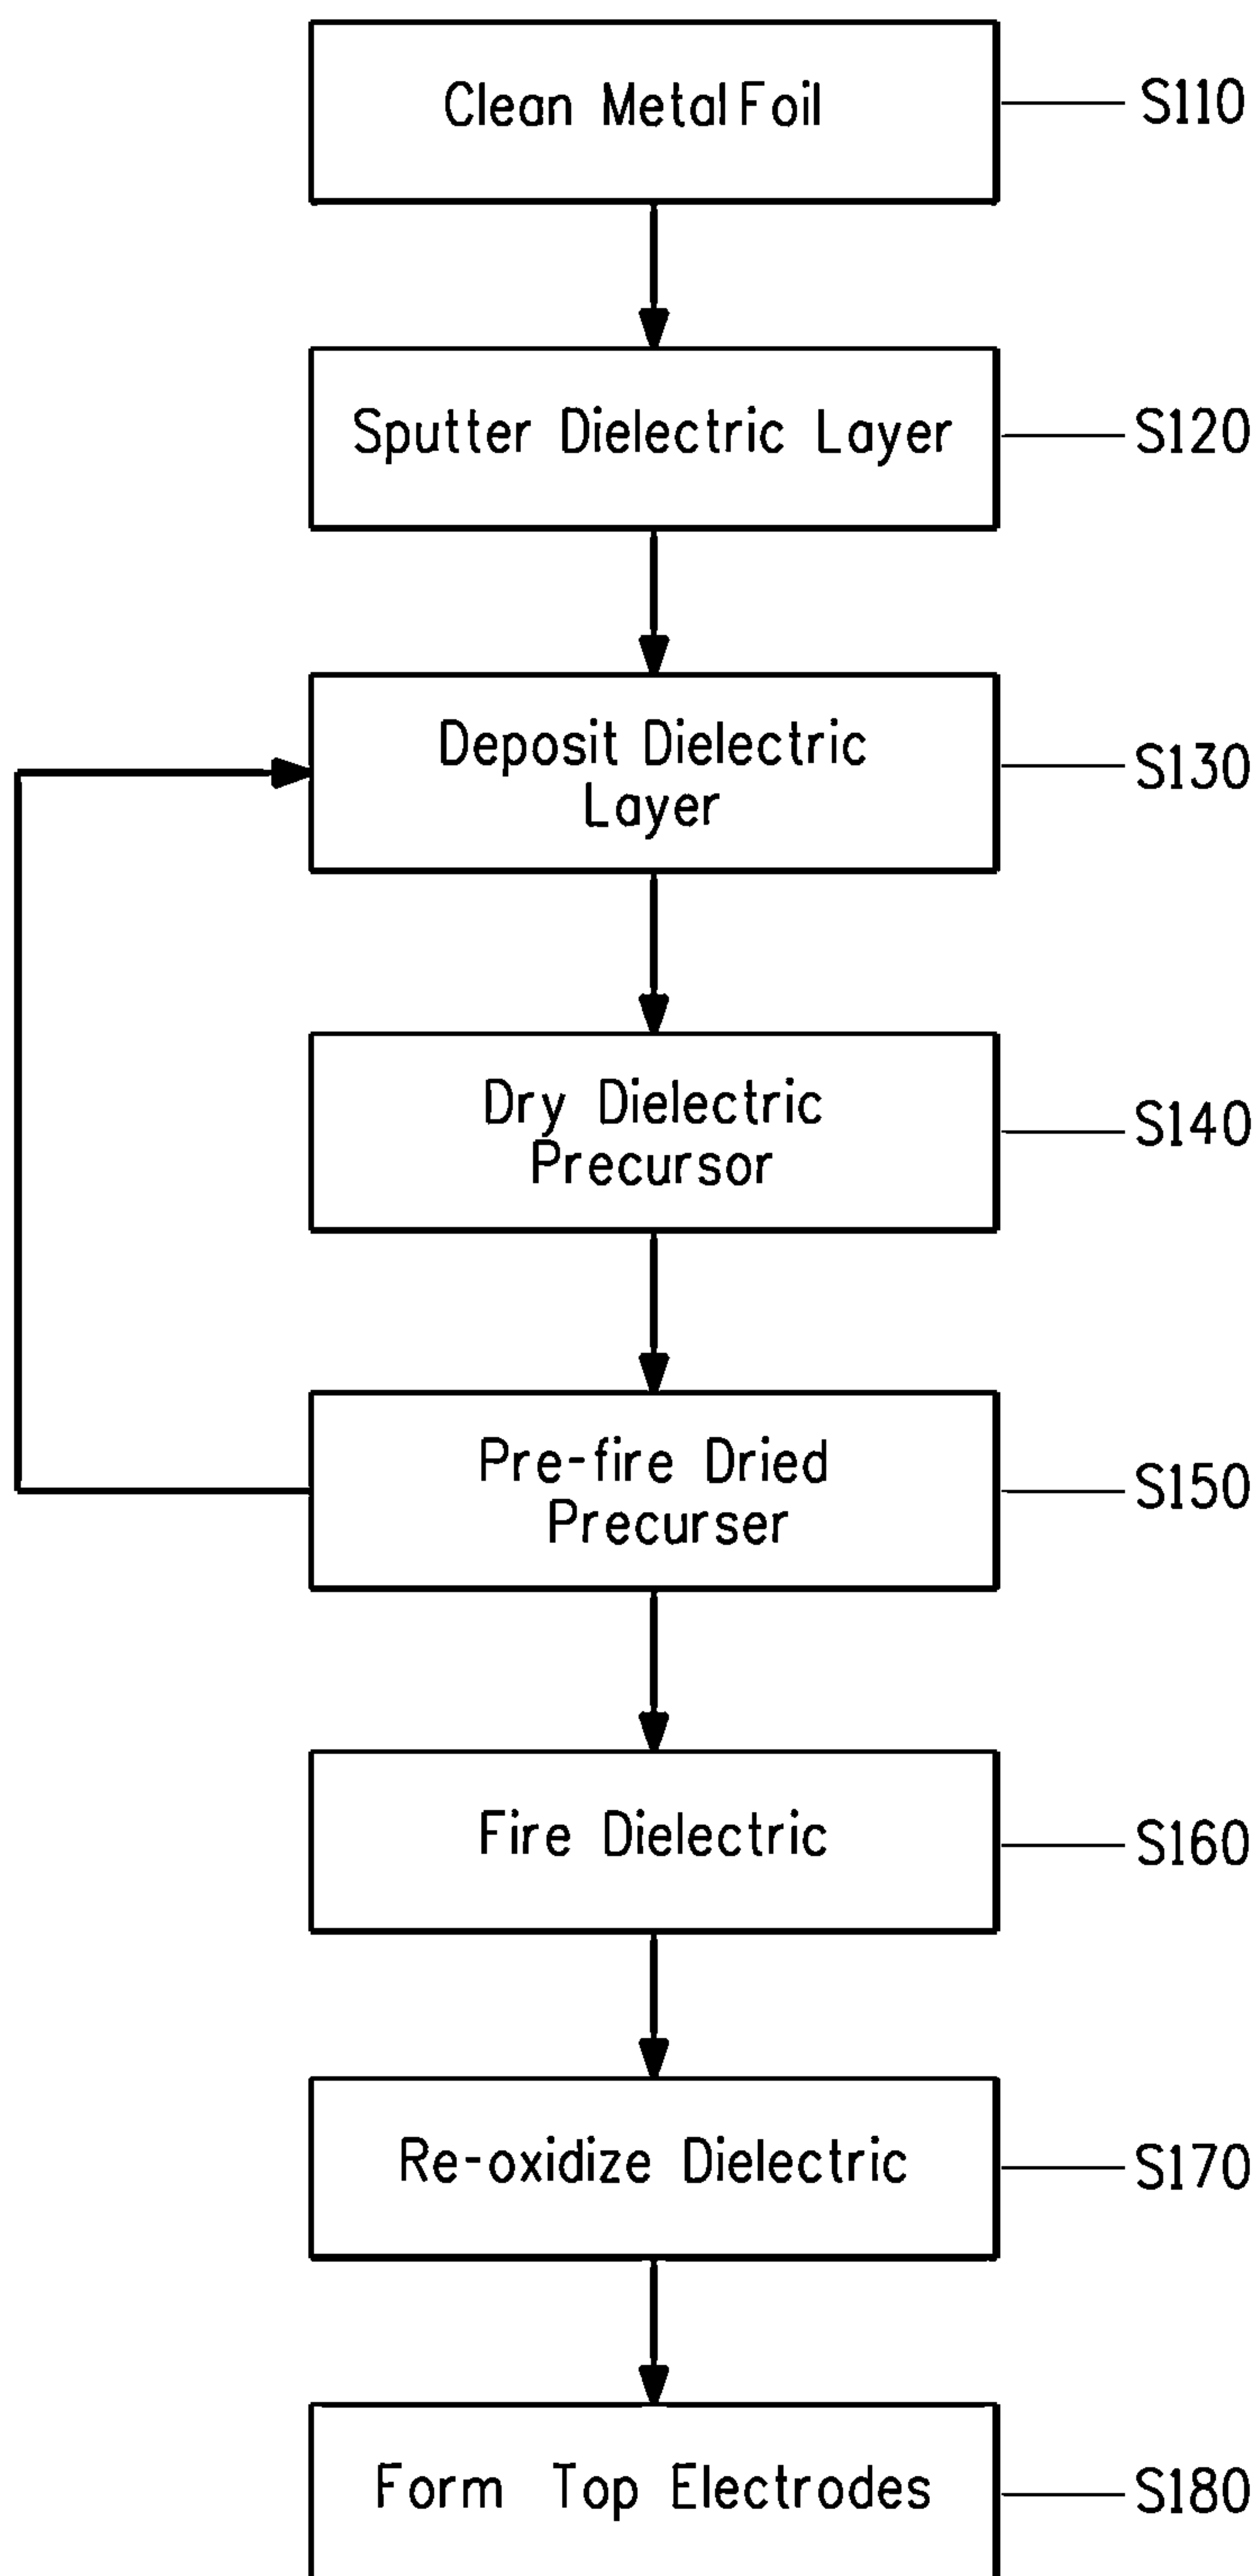 Clean Metal Foil
S110
Sputter Dielectric Layer
S120
Deposit Dielectric
Layer
S130
Dry Dielectric
Precursor
S140
Pre-fire Dried
Precurser
S150
Fire Dielectric
S160
Re-oxidize Dielectric
S170
Form Top Electrodes
S180